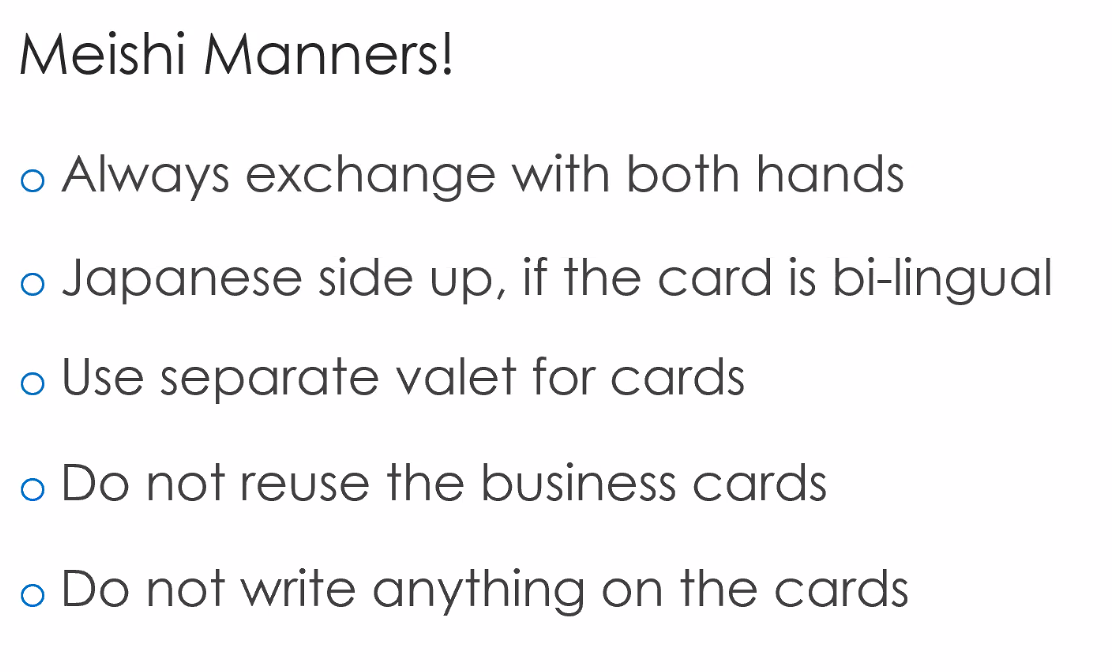 Meishi Manners!
o Always exchange with both hands
o Japanese side up, if the card is bi-lingual
o Use separate valet for cards
o Do not reuse the business cards
o Do not write anything on the cards